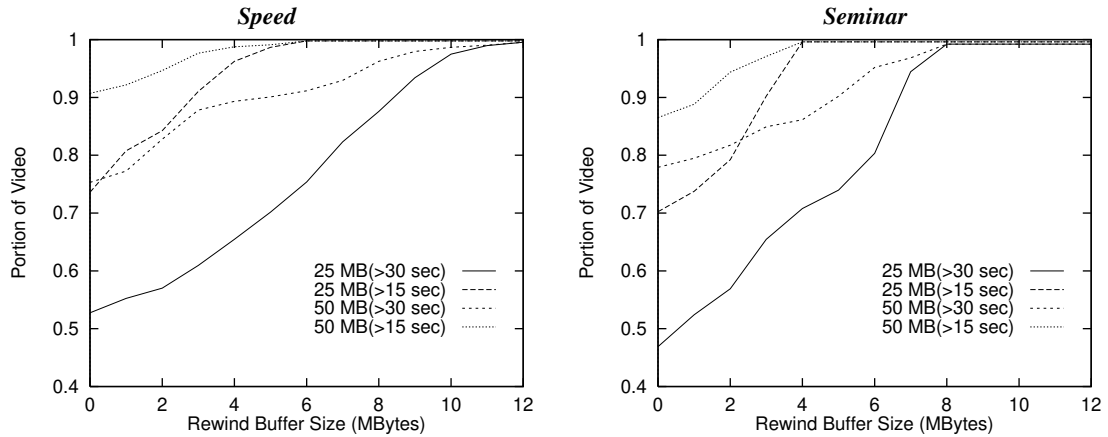 Speed
1
0.9
0.8
0.7
0.6
0.5
0.4
Portion of Video
25 MB(>30 sec)
25 MB(>15 sec)
50 MB(>30 sec)
50 MB(>15 sec)
0 2 4 6 8 10 12
Rewind Buffer Size (MBytes)
Seminar
1
0.9
0.8
0.7
0.6
0.5
0.4
Portion of Video
25 MB(>30 sec)
25 MB(>15 sec)
50 MB(>30 sec)
50 MB(>15 sec)
0 2 4 6 8 10 12
Rewind Buffer Size (MBytes)